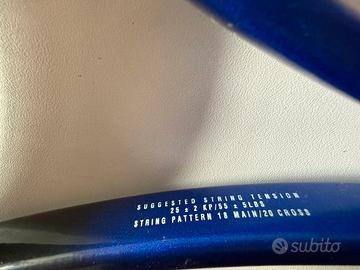 SUGGESTED STRING TENSION
25 ± 2 KP/55 ± 5LBS
STRING PATTERN 18 MAIN/20 CROSS
subito